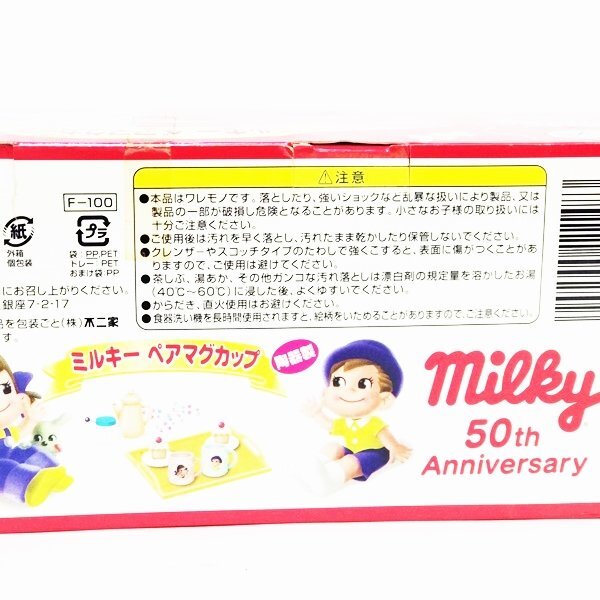 ⚠注意
●本品はワレモノです。落としたり、強いショックなど乱暴な扱いにより製品、又は
製品の一部が破損し危険となることがあります。小さなお子様の取り扱いには
十分ご注意ください。
●ご使用後は汚れを早く落とし、汚れたまま乾かしたり保管しないでください。
●クレンザーやスコッチタイプのたわしで強くこすると、表面に傷がつくことがあ
りますので、ご使用は避けてください。
●茶しぶ、湯あか、その他ガンコな汚れ落としは漂白剤の規定量を溶かしたお湯
(40℃~60℃)に浸した後、よくゆすいでください。
●からだき、直火使用はお避けください。
●食器洗い機を長時間使用されますと、絵柄をいためることがありますので、ご注意ください。
F-100
紙
外箱
個包装
プラ
袋:PP,PET
トレー:PET
おまけ袋:PP
にお召し上がりください。
銀座7-2-17
品を包装ごと(株)不二家
す。
ミルキー ペアマグカップ
陶器製
milky
50th
Anniversary